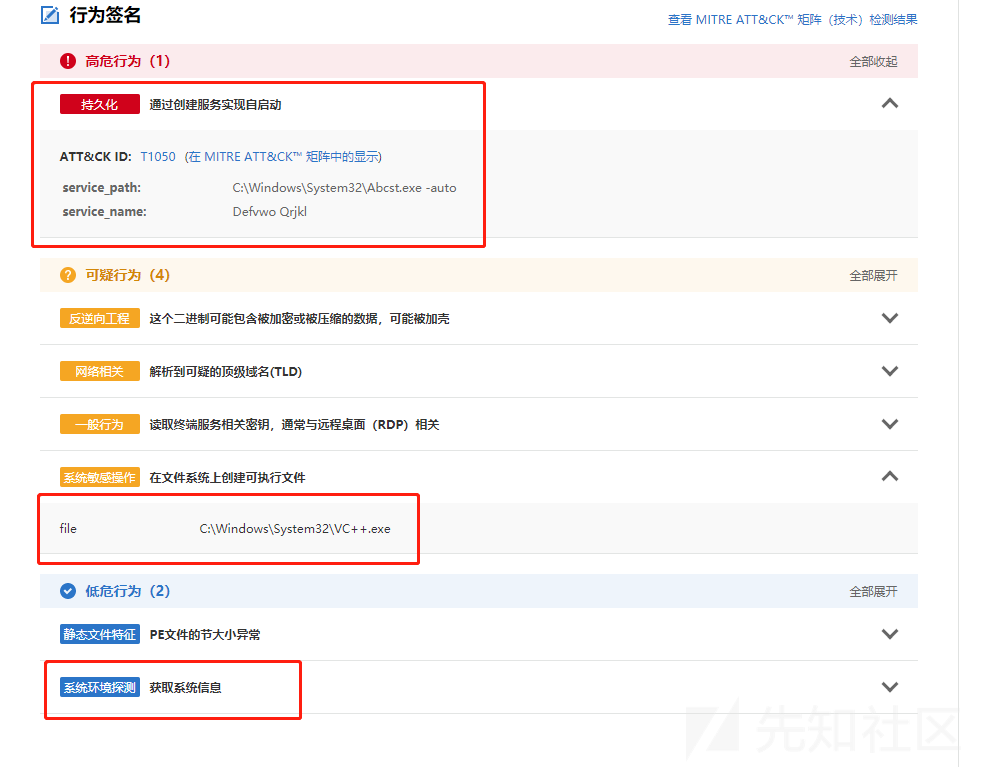 行为签名
查看 MITRE ATT&CK™ 矩阵（技术）检测结果
高危行为（1）
全部收起
持久化 通过创建服务实现自启动
ATT&CK ID: T1050 (在 MITRE ATT&CK™ 矩阵中的显示)
service_path: C:\Windows\System32\Abcst.exe -auto
service_name: Defvwo Qrjkl
可疑行为（4）
全部展开
反逆向工程 这个二进制可能包含被加密或被压缩的数据，可能被加壳
网络相关 解析到可疑的顶级域名(TLD)
一般行为 读取终端服务相关密钥，通常与远程桌面（RDP）相关
系统敏感操作 在文件系统上创建可执行文件
file C:\Windows\System32\VC++.exe
低危行为（2）
全部展开
静态文件特征 PE文件的节大小异常
系统环境探测 获取系统信息
先知社区